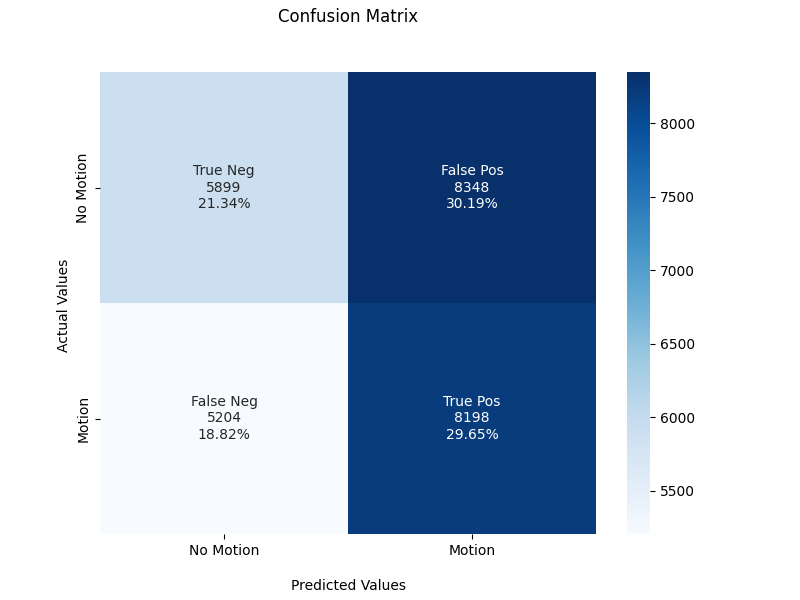 Confusion Matrix
No Motion
Motion
Actual Values
True Neg
5899
21.34%
False Pos
8348
30.19%
False Neg
5204
18.82%
True Pos
8198
29.65%
No Motion
Motion
Predicted Values
8000
7500
7000
6500
6000
5500